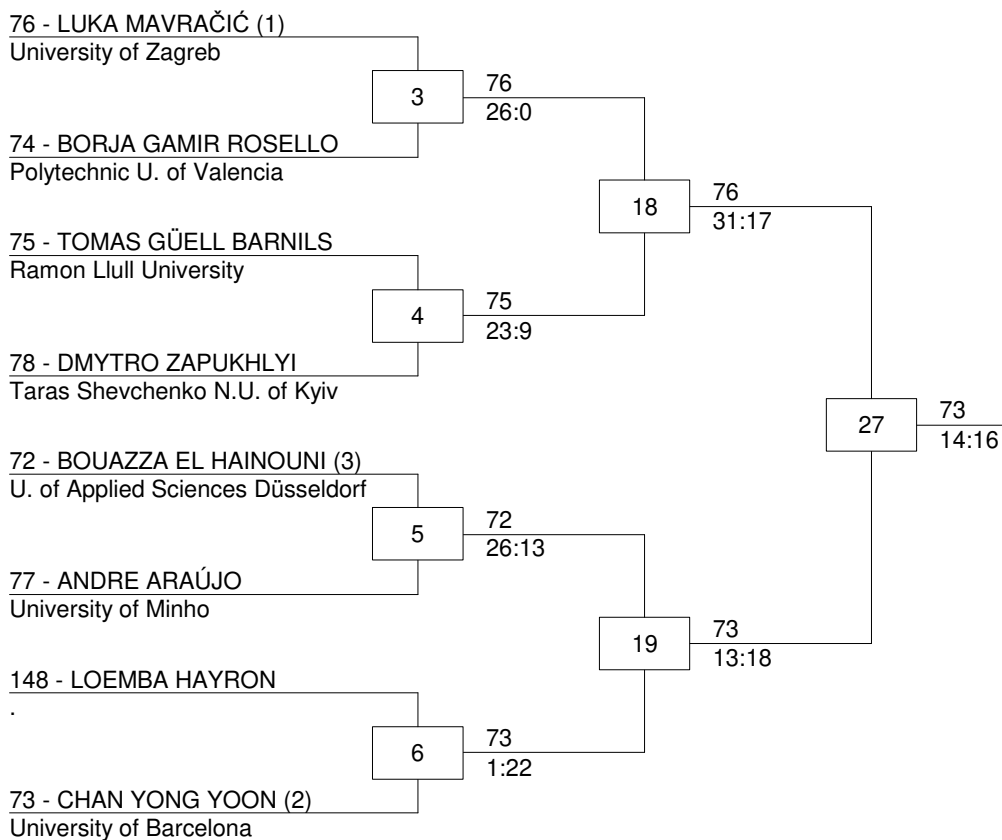 76 - LUKA MAVRAČIĆ (1)
University of Zagreb
3
76
26:0
74 - BORJA GAMIR ROSELLO
Polytechnic U. of Valencia
18
76
31:17
75 - TOMAS GÜELL BARNILS
Ramon Llull University
4
75
23:9
78 - DMYTRO ZAPUKHLYI
Taras Shevchenko N.U. of Kyiv
27
73
14:16
72 - BOUAZZA EL HAINOUNI (3)
U. of Applied Sciences Düsseldorf
5
72
26:13
77 - ANDRE ARAÚJO
University of Minho
19
73
13:18
148 - LOEMBA HAYRON
.
6
73
1:22
73 - CHAN YONG YOON (2)
University of Barcelona